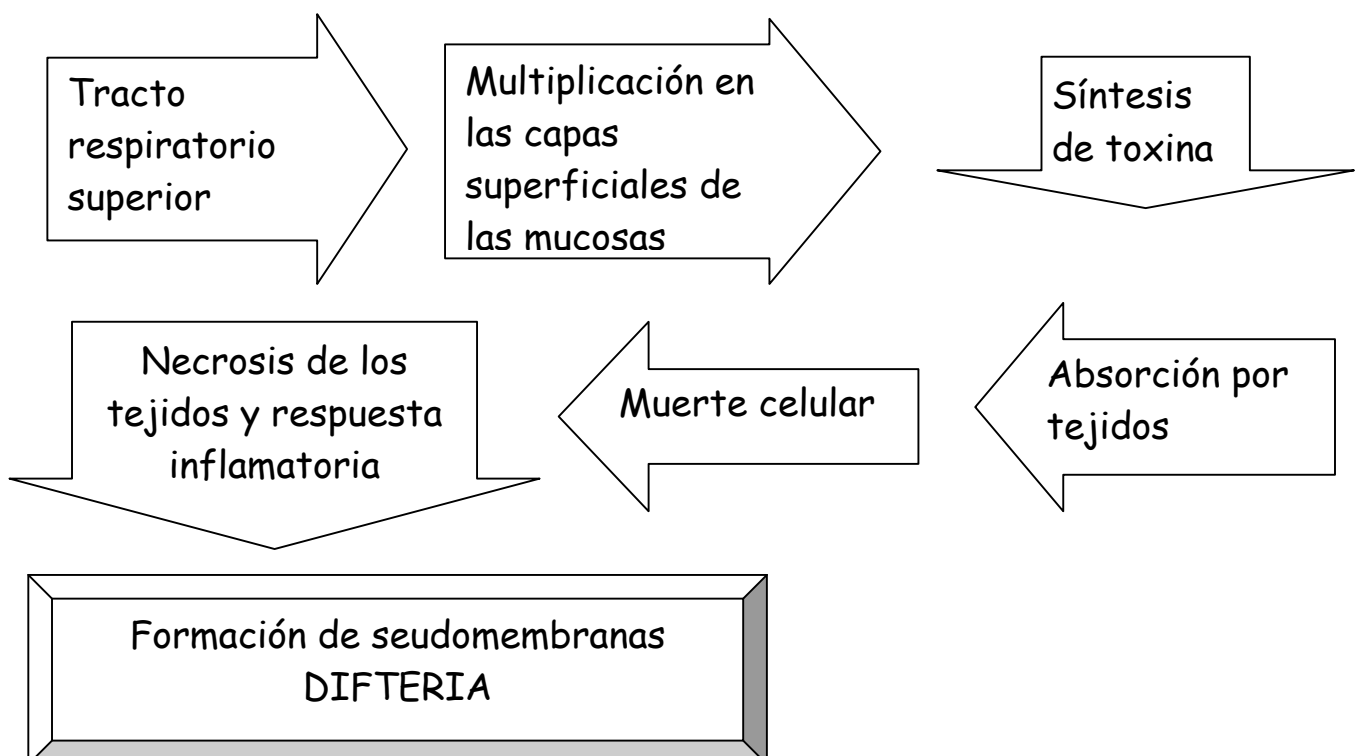 Tracto
respiratorio
superior
Multiplicación en
las capas
superficiales de
las mucosas
Síntesis
de toxina
Absorción por
tejidos
Muerte celular
Necrosis de los
tejidos y respuesta
inflamatoria
Formación de seudomembranas
DIFTERIA